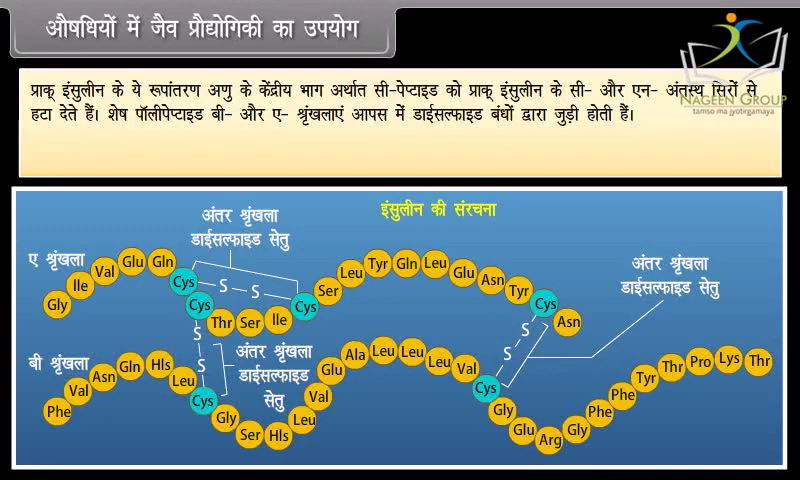 औषधियों में जैव प्रौद्योगिकी का उपयोग
NAGEEN GROUP
tamso ma jyotirgamaya
प्राक् इंसुलीन के ये रूपांतरण अणु के केंद्रीय भाग अर्थात सी-पेप्टाइड को प्राक् इंसुलीन के सी- और एन- अंतस्थ सिरों से
हटा देते हैं। शेष पॉलीपेप्टाइड बी- और ए- श्रृंखलाएं आपस में डाईसल्फाइड बंधों द्वारा जुड़ी होती हैं।
इंसुलीन की संरचना
अंतर श्रृंखला
डाईसल्फाइड सेतु
ए श्रृंखला
Gly Ile Val Glu Gln Cys Cys Thr Ser Ile Cys Ser Leu Tyr Gln Leu Glu Asn Tyr Cys Asn
S S
अंतर श्रृंखला
डाईसल्फाइड सेतु
S
S
अंतर श्रृंखला
डाईसल्फाइड
सेतु
S
S
बी श्रृंखला
Phe Val Asn Gln Hls Leu Cys Gly Ser Hls Leu Val Glu Ala Leu Leu Leu Val Cys Gly Glu Arg Gly Phe Phe Tyr Thr Pro Lys Thr